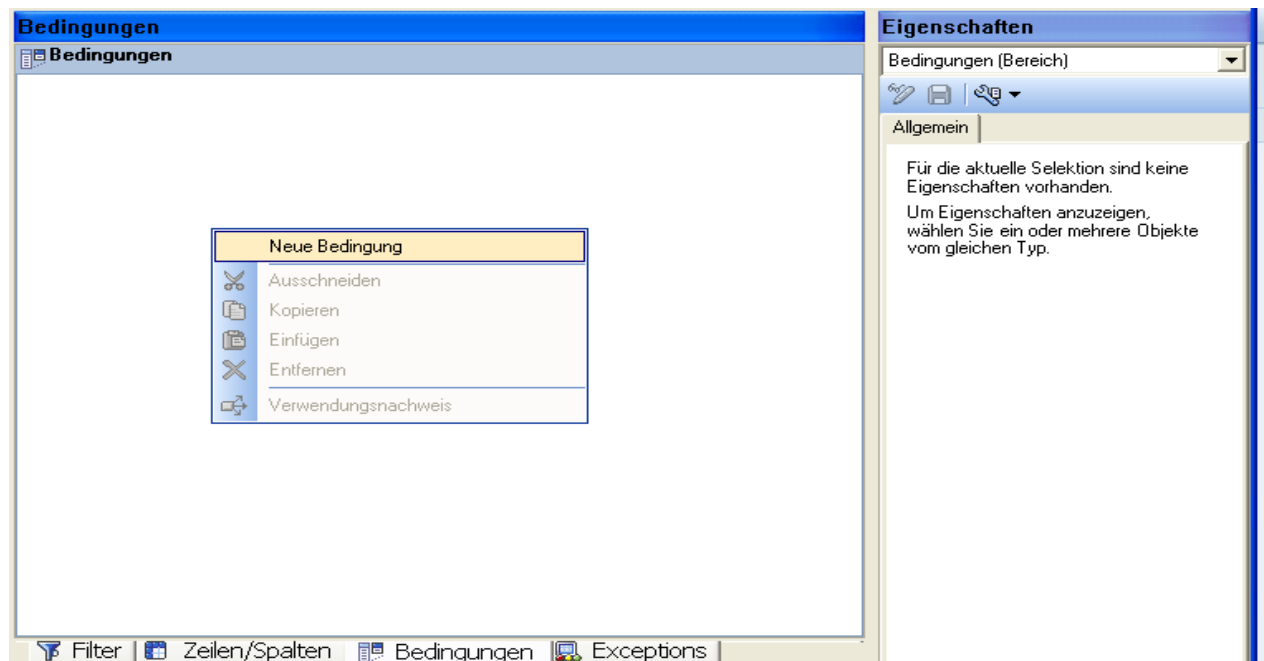 Bedingungen
Bedingungen
Neue Bedingung
Ausschneiden
Kopieren
Einfügen
Entfernen
Verwendungsnachweis
Filter
Zeilen/Spalten
Bedingungen
Exceptions
Eigenschaften
Bedingungen (Bereich)
Allgemein
Für die aktuelle Selektion sind keine
Eigenschaften vorhanden.
Um Eigenschaften anzuzeigen,
wählen Sie ein oder mehrere Objekte
vom gleichen Typ.